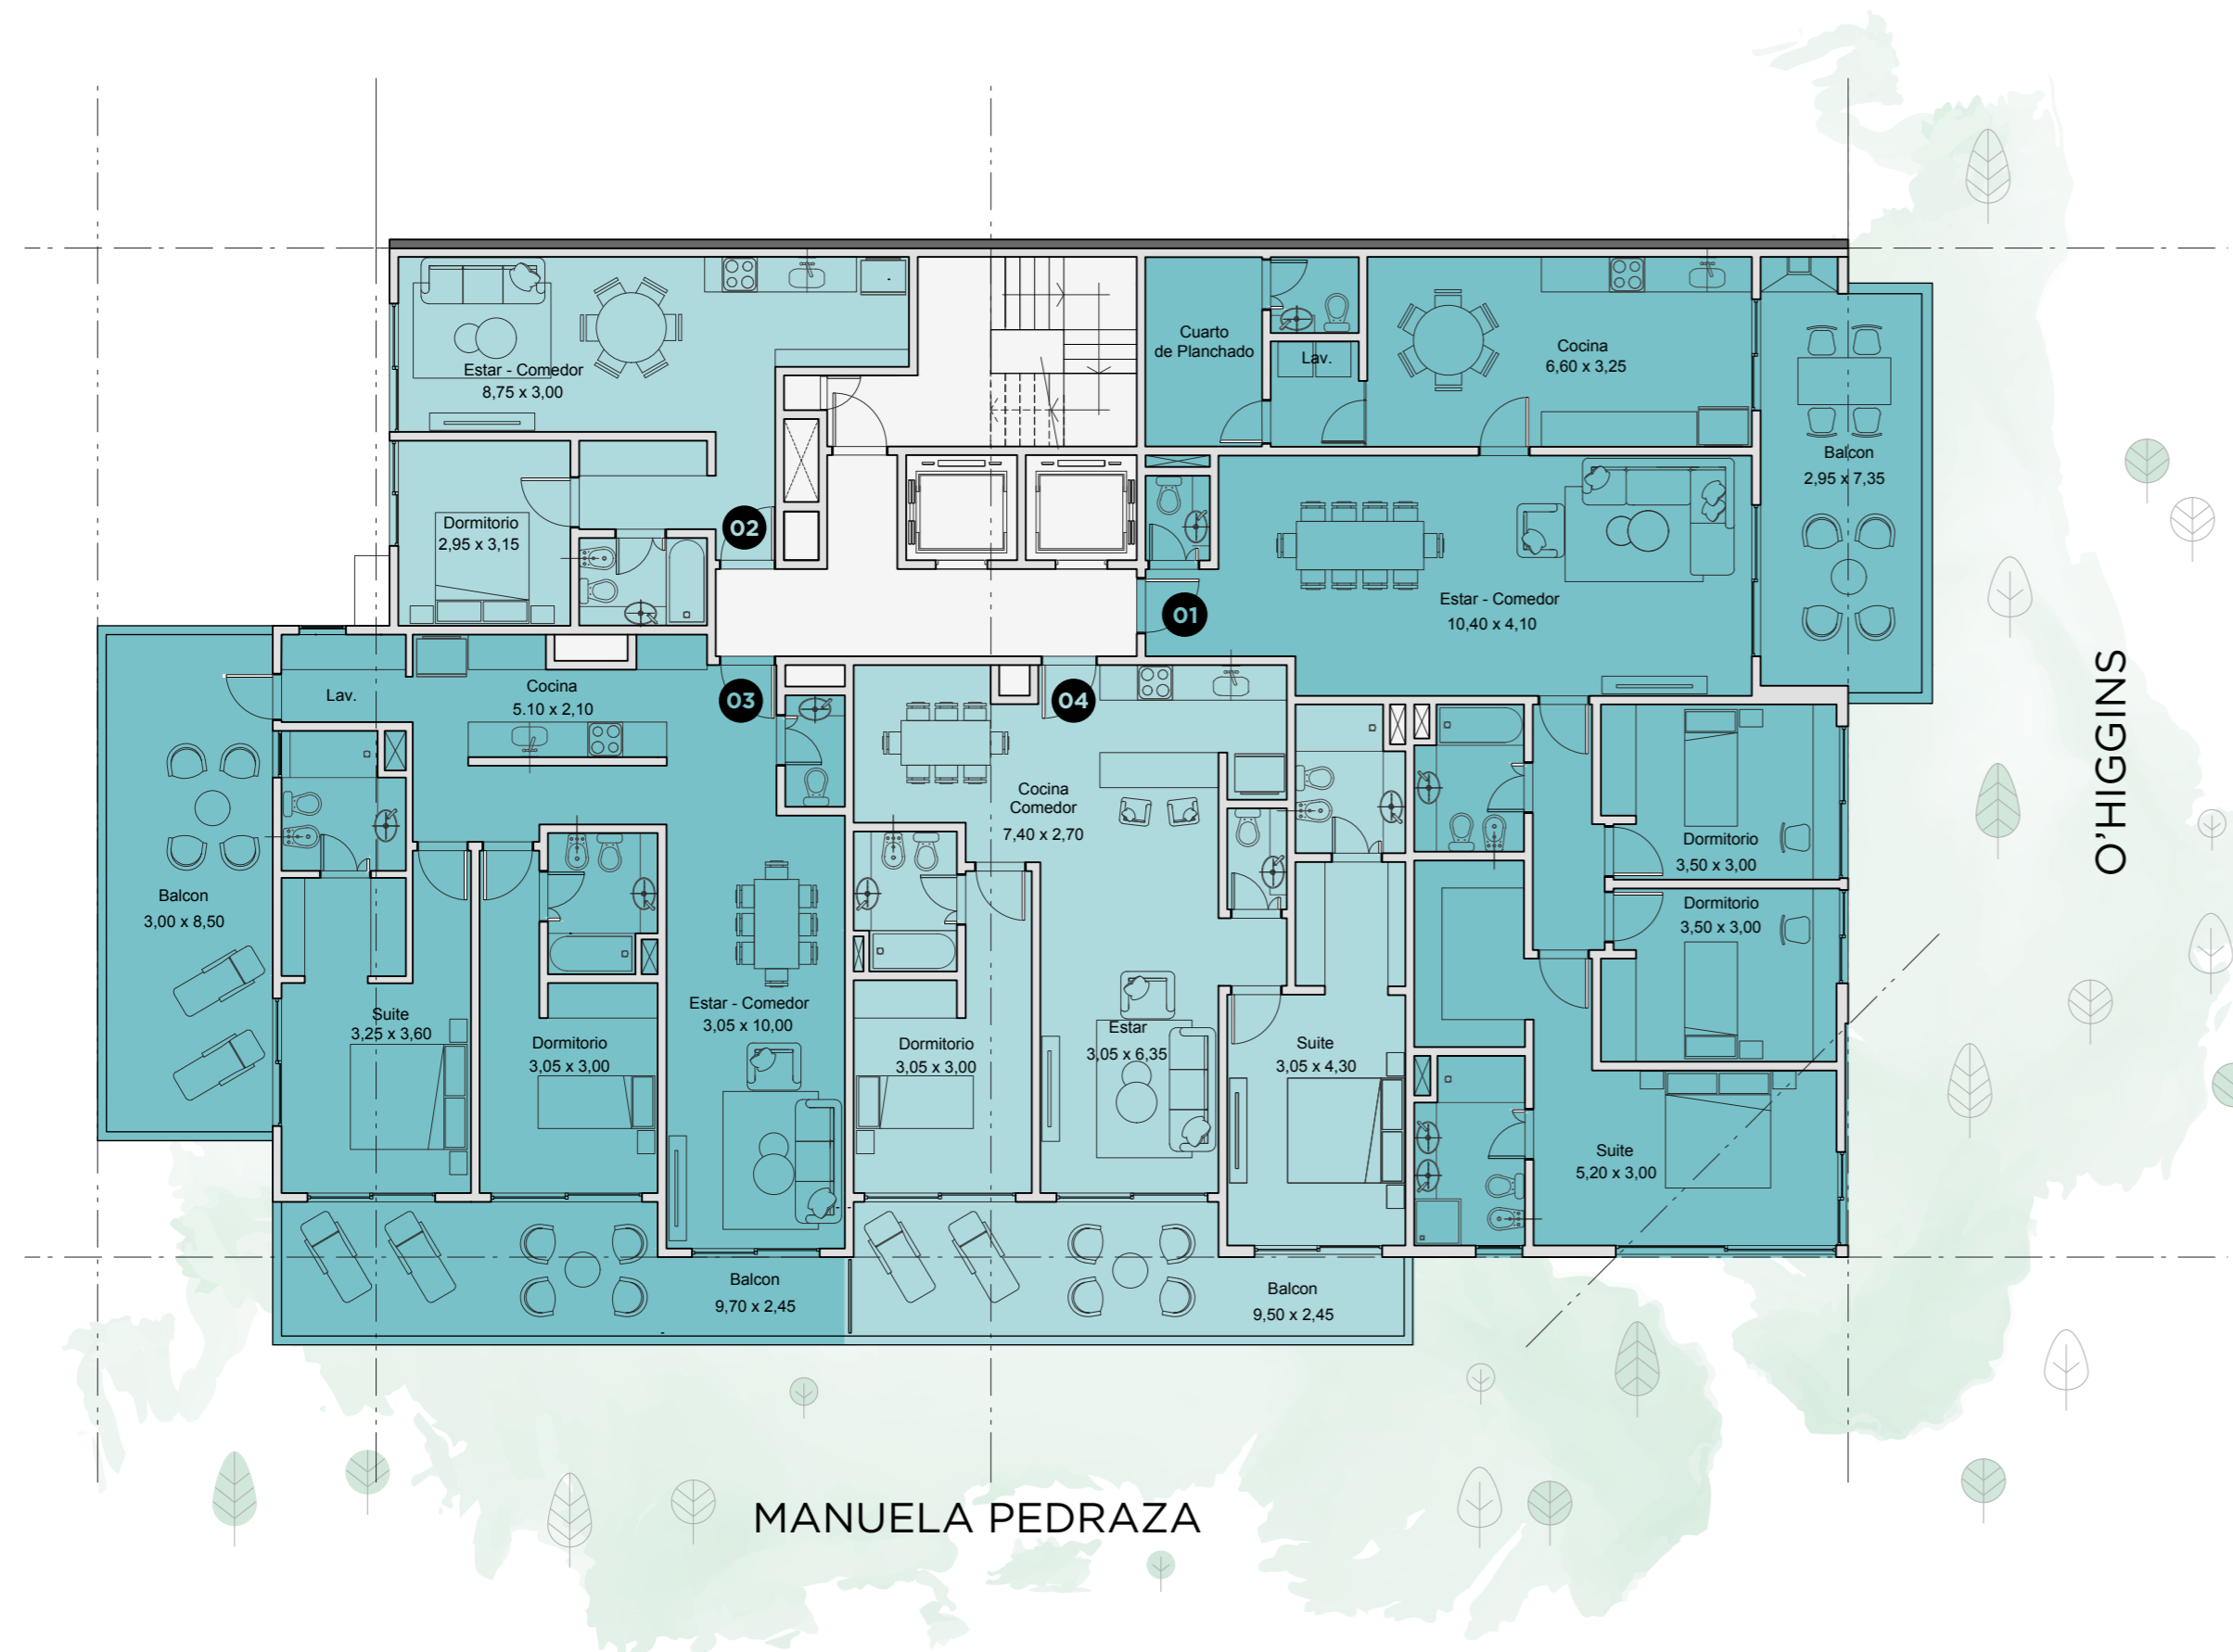 Estar - Comedor
8,75 x 3,00
Dormitorio
2,95 x 3,15
02
Cuarto
de Planchado
Lav.
Cocina
6,60 x 3,25
Balcon
2,95 x 7,35
Estar - Comedor
10,40 x 4,10
01
Lav.
Cocina
5.10 x 2,10
03
04
Cocina
Comedor
7,40 x 2,70
Dormitorio
3,50 x 3,00
Dormitorio
3,50 x 3,00
O'HIGGINS
Balcon
3,00 x 8,50
Suite
3,25 x 3,60
Dormitorio
3,05 x 3,00
Estar - Comedor
3,05 x 10,00
Dormitorio
3,05 x 3,00
Estar
3,05 x 6,35
Suite
3,05 x 4,30
Suite
5,20 x 3,00
Balcon
9,70 x 2,45
Balcon
9,50 x 2,45
MANUELA PEDRAZA